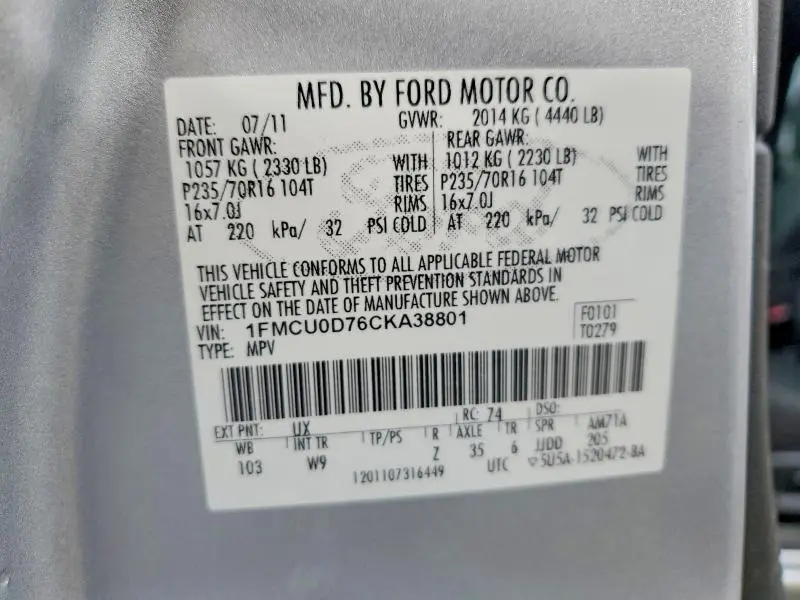 MFD. BY FORD MOTOR CO.
DATE: 07/11 GVWR: 2014 KG ( 4440 LB)
FRONT GAWR: REAR GAWR:
1057 KG ( 2330 LB) WITH 1012 KG ( 2230 LB) WITH
P235/70R16 104T TIRES P235/70R16 104T TIRES
16x7.0J RIMS 16x7.0J RIMS
AT 220 kPa/ 32 PSI COLD AT 220 kPa/ 32 PSI COLD
THIS VEHICLE CONFORMS TO ALL APPLICABLE FEDERAL MOTOR
VEHICLE SAFETY AND THEFT PREVENTION STANDARDS IN
EFFECT ON THE DATE OF MANUFACTURE SHOWN ABOVE.
VIN: 1FMCU0D76CKA38801 F0101
TYPE: MPV T0279
EXT PNT: UX RC: 74 DSO:
WB INT TR TP/PS R AXLE TR SPR AM71A
103 W9 Z 35 6 JJDD 205
1201107316449 UTC 5U5A-1520472-BA